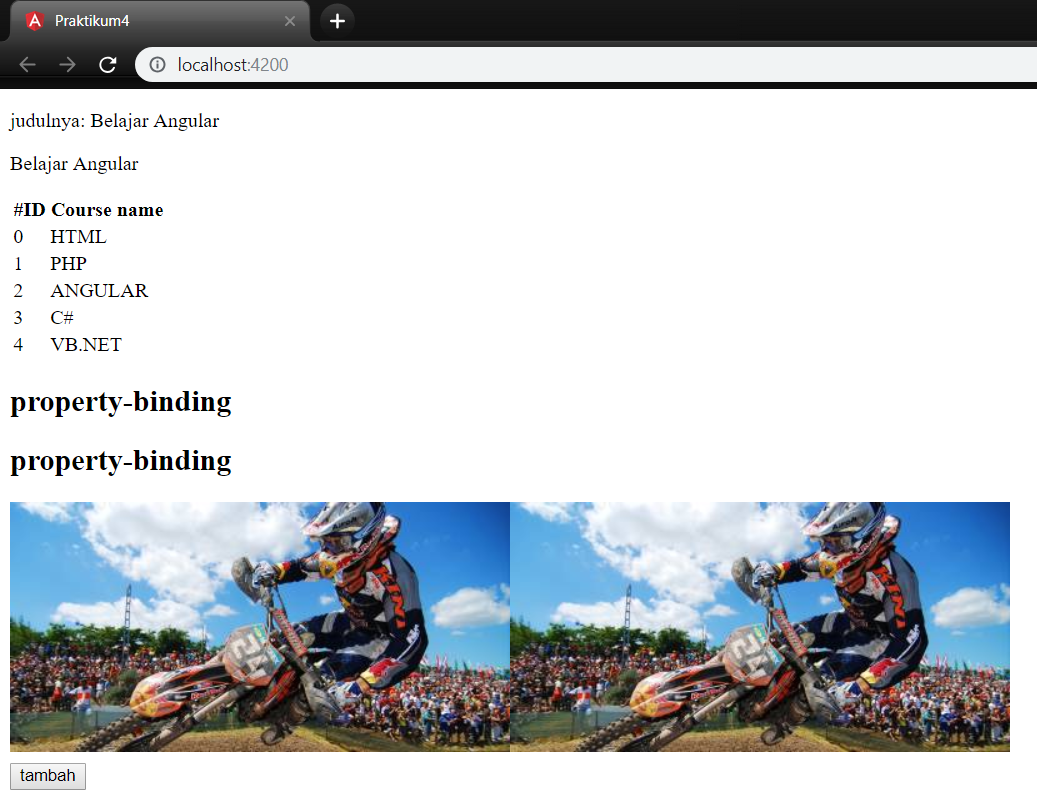 Praktikum4
localhost:4200
judulnya: Belajar Angular
Belajar Angular
#ID Course name
0 HTML
1 PHP
2 ANGULAR
3 C#
4 VB.NET
property-binding
property-binding
tambah